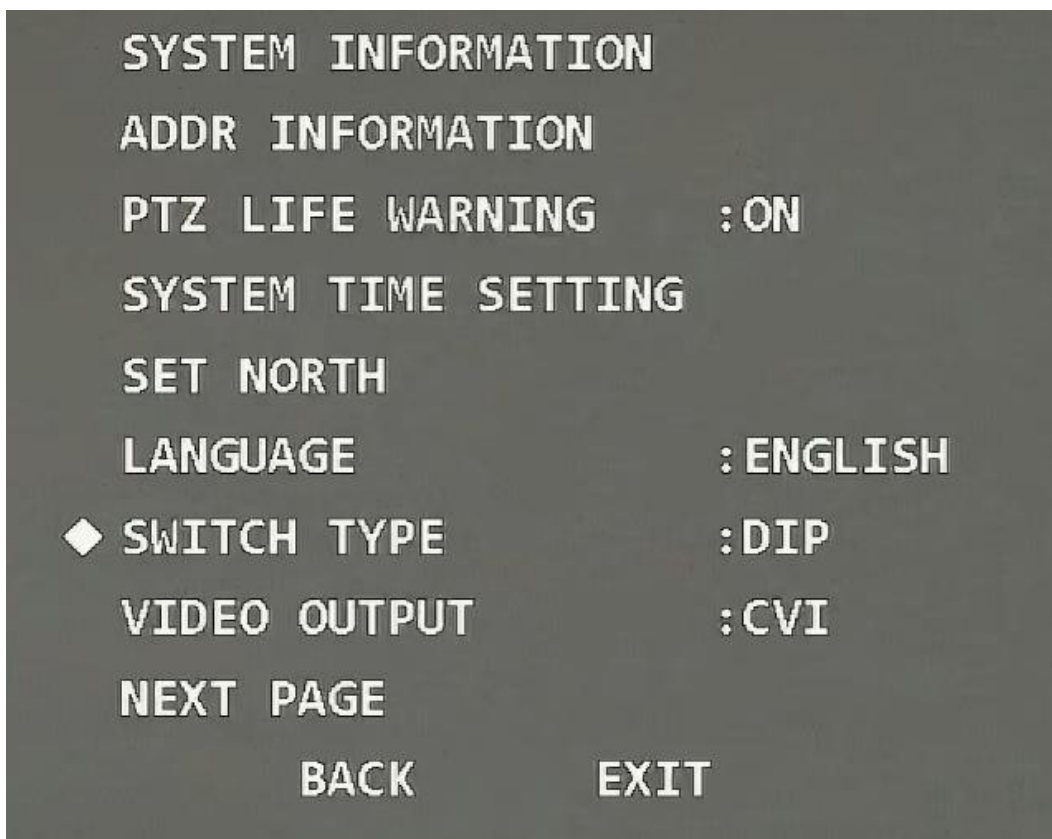 SYSTEM INFORMATION
ADDR INFORMATION
PTZ LIFE WARNING :ON
SYSTEM TIME SETTING
SET NORTH
LANGUAGE :ENGLISH
SWITCH TYPE :DIP
VIDEO OUTPUT :CVI
NEXT PAGE
BACK EXIT